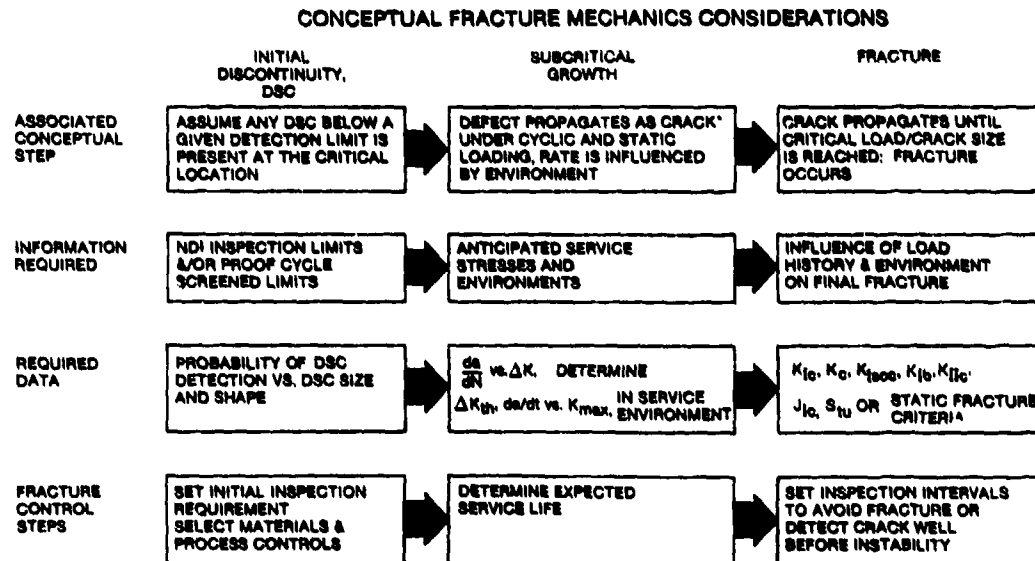 CONCEPTUAL FRACTURE MECHANICS CONSIDERATIONS
INITIAL
DISCONTINUITY,
DSC
SUBCRITICAL
GROWTH
FRACTURE
ASSOCIATED
CONCEPTUAL
STEP
ASSUME ANY DSC BELOW A
GIVEN DETECTION LIMIT IS
PRESENT AT THE CRITICAL
LOCATION
DEFECT PROPAGATES AS CRACK*
UNDER CYCLIC AND STATIC
LOADING, RATE IS INFLUENCED
BY ENVIRONMENT
CRACK PROPAGATES UNTIL
CRITICAL LOAD/CRACK SIZE
IS REACHED: FRACTURE
OCCURS
INFORMATION
REQUIRED
NDI INSPECTION LIMITS
&/OR PROOF CYCLE
SCREENED LIMITS
ANTICIPATED SERVICE
STRESSES AND
ENVIRONMENTS
INFLUENCE OF LOAD
HISTORY & ENVIRONMENT
ON FINAL FRACTURE
REQUIRED
DATA
PROBABILITY OF DSC
DETECTION VS. DSC SIZE
AND SHAPE
da/dN vs. ΔK, DETERMINE
ΔKth, da/dt vs. Kmax, IN SERVICE ENVIRONMENT
KIc, Kc, KIscc, KIIc,
JIc, Stu OR STATIC FRACTURE CRITERIA
FRACTURE
CONTROL
STEPS
SET INITIAL INSPECTION
REQUIREMENT
SELECT MATERIALS &
PROCESS CONTROLS
DETERMINE EXPECTED
SERVICE LIFE
SET INSPECTION INTERVALS
TO AVOID FRACTURE OR
DETECT CRACK WELL
BEFORE INSTABILITY